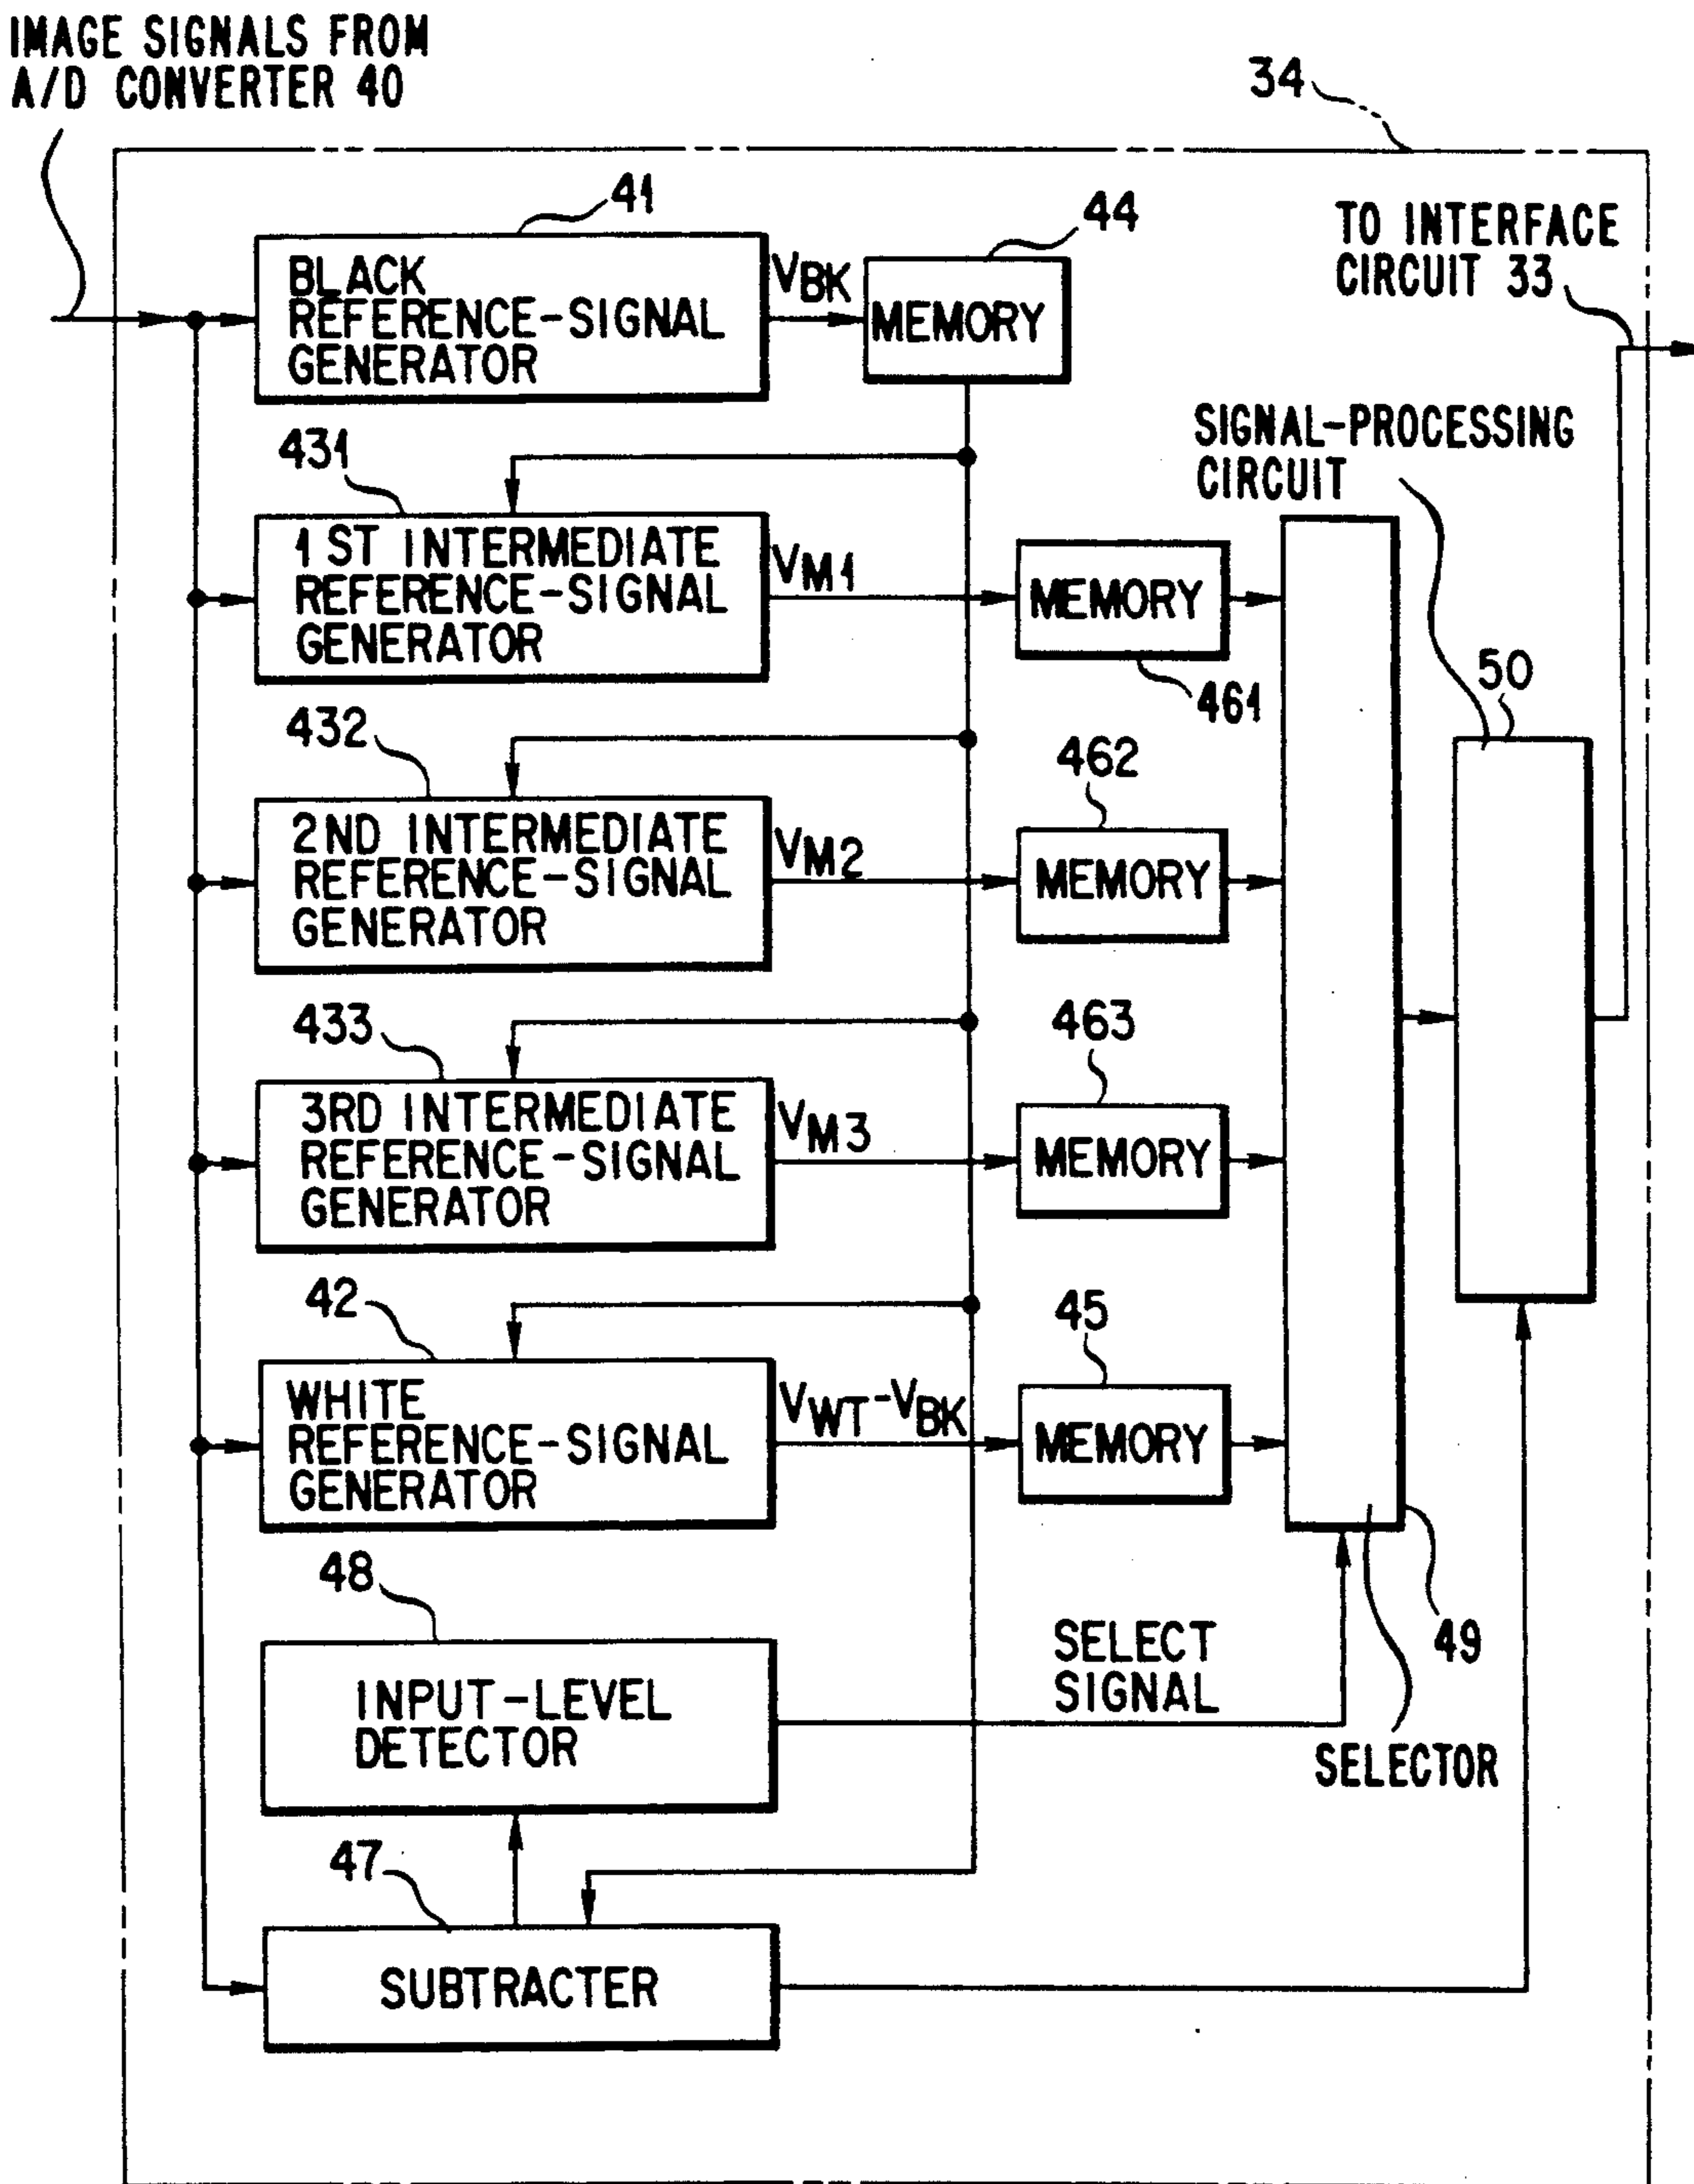 IMAGE SIGNALS FROM
A/D CONVERTER 40
34
41
44
TO INTERFACE
CIRCUIT 33
BLACK
REFERENCE-SIGNAL
GENERATOR
VBK
MEMORY
SIGNAL-PROCESSING
CIRCUIT
431
1ST INTERMEDIATE
REFERENCE-SIGNAL
GENERATOR
VM1
MEMORY
461
50
432
2ND INTERMEDIATE
REFERENCE-SIGNAL
GENERATOR
VM2
462
MEMORY
433
3RD INTERMEDIATE
REFERENCE-SIGNAL
GENERATOR
VM3
463
MEMORY
42
WHITE
REFERENCE-SIGNAL
GENERATOR
VWT-VBK
45
MEMORY
48
INPUT-LEVEL
DETECTOR
SELECT
SIGNAL
49
SELECTOR
47
SUBTRACTER